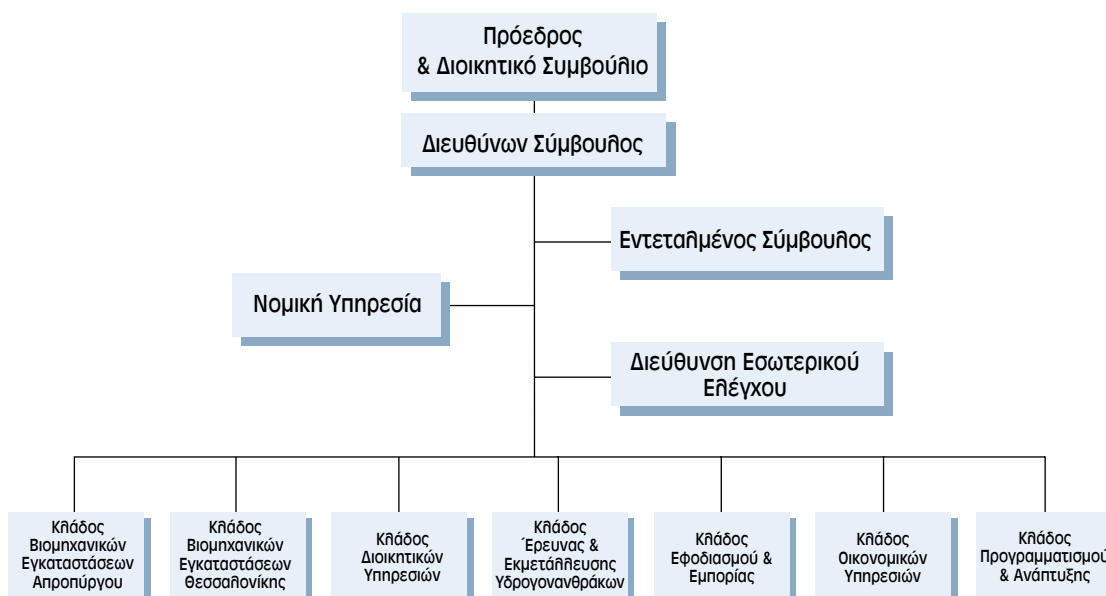 Πρόεδρος
& Διοικητικό Συμβούλιο
Διευθύνων Σύμβουλος
Εντεταλμένος Σύμβουλος
Νομική Υπηρεσία
Διεύθυνση Εσωτερικού
Ελέγχου
Κλάδος
Βιομηχανικών
Εγκαταστάσεων
Ασπροπύργου
Κλάδος
Βιομηχανικών
Εγκαταστάσεων
Θεσσαλονίκης
Κλάδος
Διοικητικών
Υπηρεσιών
Κλάδος
Έρευνας &
Εκμετάλλευσης
Υδρογονανθράκων
Κλάδος
Εφοδιασμού &
Εμπορίας
Κλάδος
Οικονομικών
Υπηρεσιών
Κλάδος
Προγραμματισμού
& Ανάπτυξης